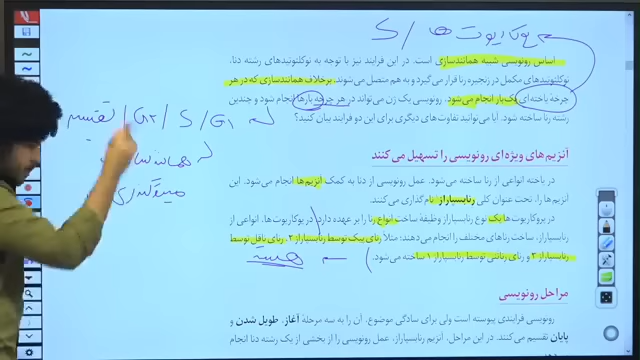 یوکاریوت‌ها / S
اساس رونویسی شبیه همانندسازی است. در این فرایند نیز با توجه به نوکلئوتیدهای رشته دنا،
نوکلئوتیدهای مکمل در زنجیره رنا قرار می‌گیرد و به هم متصل می‌شوند. برخلاف همانندسازی که در هر
چرخه یاخته‌ای یک بار انجام می‌شود، رونویسی یک ژن می‌تواند در هر چرخه بارها انجام شود و چندین
رشته رنا ساخته شود. آیا می‌توانید تفاوت‌های دیگری برای این دو فرایند بیان کنید؟
G1 / S / G2 / تقسیم
آنزیم های ویژه‌ای رونویسی را تسهیل می کنند
در یاخته انواعی از رنا ساخته می شود. عمل رونویسی از دنا به کمک آنزیم‌ها انجام می‌شود. این
آنزیم ها را، تحت عنوان کلی رنابسپاراز نام‌گذاری می کنند.
در پروکاریوت ها یک نوع رنابسپاراز وظیفهٔ ساخت انواع رنا را بر عهده دارد. در یوکاریوت ها، انواعی از
رنابسپاراز، ساخت رناهای مختلف را انجام می دهند؛ مثلاً رنای پیک توسط رنابسپاراز ۲، رنای ناقل توسط
رنابسپاراز ۳ و رنای رناتنی توسط رنابسپاراز ۱ ساخته می شود.
هسته
مراحل رونویسی
رونویسی فرایندی پیوسته است ولی برای سادگی موضوع، آن را به سه مرحلهٔ آغاز، طویل شدن و
پایان تقسیم می کنند. در این مراحل، آنزیم، عمل رونویسی را از بخشی از یک رشته دنا انجام